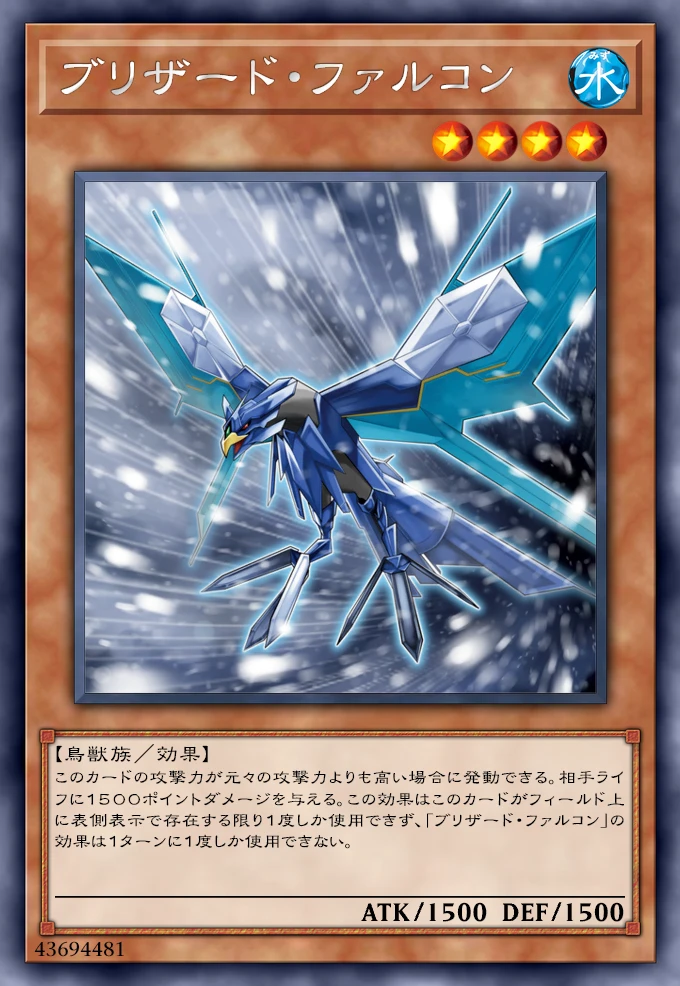 ブリザード・ファルコン
みず
水
【鳥獣族／効果】
このカードの攻撃力が元々の攻撃力よりも高い場合に発動できる。相手ライ
フに1500ポイントダメージを与える。この効果はこのカードがフィールド上
に表側表示で存在する限り1度しか使用できず、「ブリザード・ファルコン」の
効果は1ターンに1度しか使用できない。
ATK/1500 DEF/1500
43694481